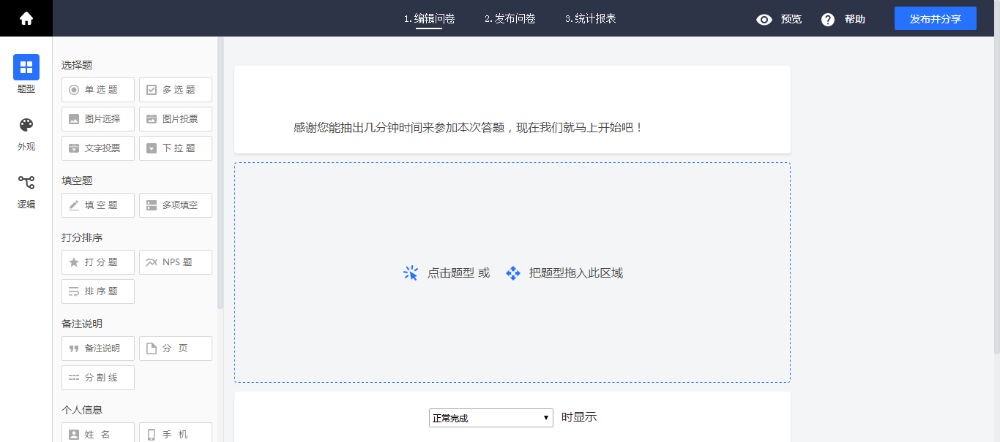 1.编辑问卷 2.发布问卷 3.统计报表 预览 帮助 发布并分享
题型
外观
逻辑
选择题
单选题 多选题
图片选择 图片投票
文字投票 下拉题
填空题
填空题 多项填空
打分排序
打分题 NPS 题
排序题
备注说明
备注说明 分 页
分割线
个人信息
姓 名 手 机
感谢您能抽出几分钟时间来参加本次答题，现在我们就马上开始吧！
点击题型 或 把题型拖入此区域
正常完成 时显示